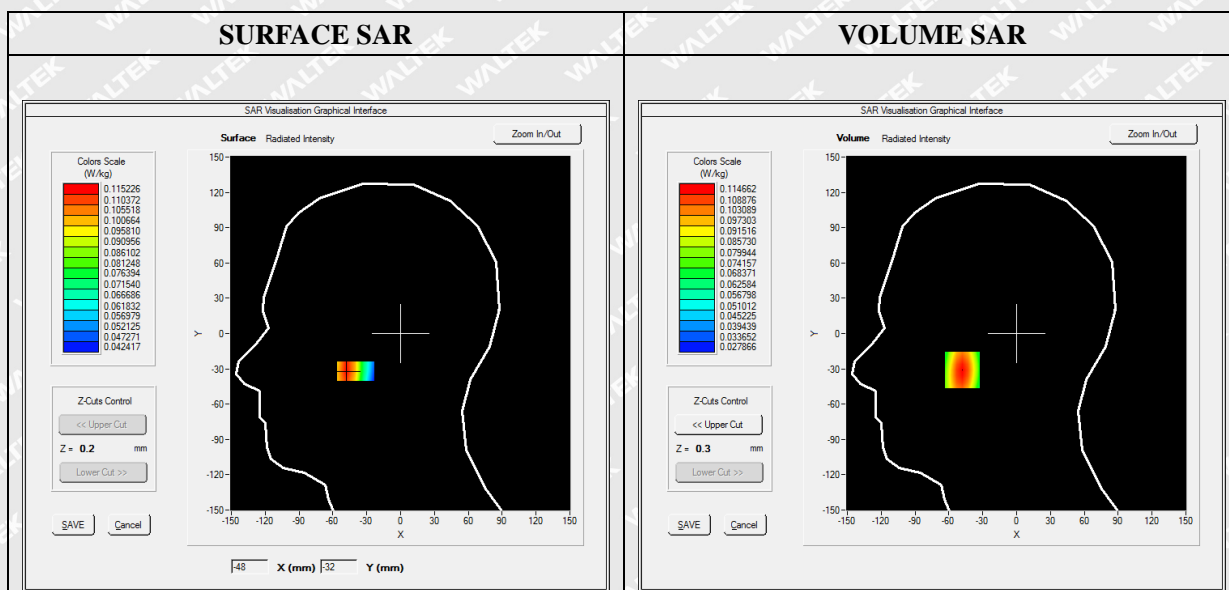 SURFACE SAR
VOLUME SAR
SAR Visualisation Graphical Interface
Surface Radiated Intensity
Zoom In/Out
Colors Scale
(W/kg)
0.115226
0.110372
0.105518
0.100664
0.095810
0.090956
0.086102
0.081248
0.076394
0.071540
0.066686
0.061832
0.056979
0.052125
0.047271
0.042417
Z-Cuts Control
<< Upper Cut
Z = 0.2 mm
Lower Cut >>
SAVE Cancel
150
120
90
60
30
0
-30
-60
-90
-120
-150
Y
-150 -120 -90 -60 -30 0 30 60 90 120 150
X
-48 X (mm) -32 Y (mm)
SAR Visualisation Graphical Interface
Volume Radiated Intensity
Zoom In/Out
Colors Scale
(W/kg)
0.114662
0.108876
0.103089
0.097303
0.091516
0.085730
0.079944
0.074157
0.068371
0.062584
0.056798
0.051012
0.045225
0.039439
0.033652
0.027866
Z-Cuts Control
<< Upper Cut
Z = 0.3 mm
Lower Cut >>
SAVE Cancel
150
120
90
60
30
0
-30
-60
-90
-120
-150
Y
-150 -120 -90 -60 -30 0 30 60 90 120 150
X
WALTEK